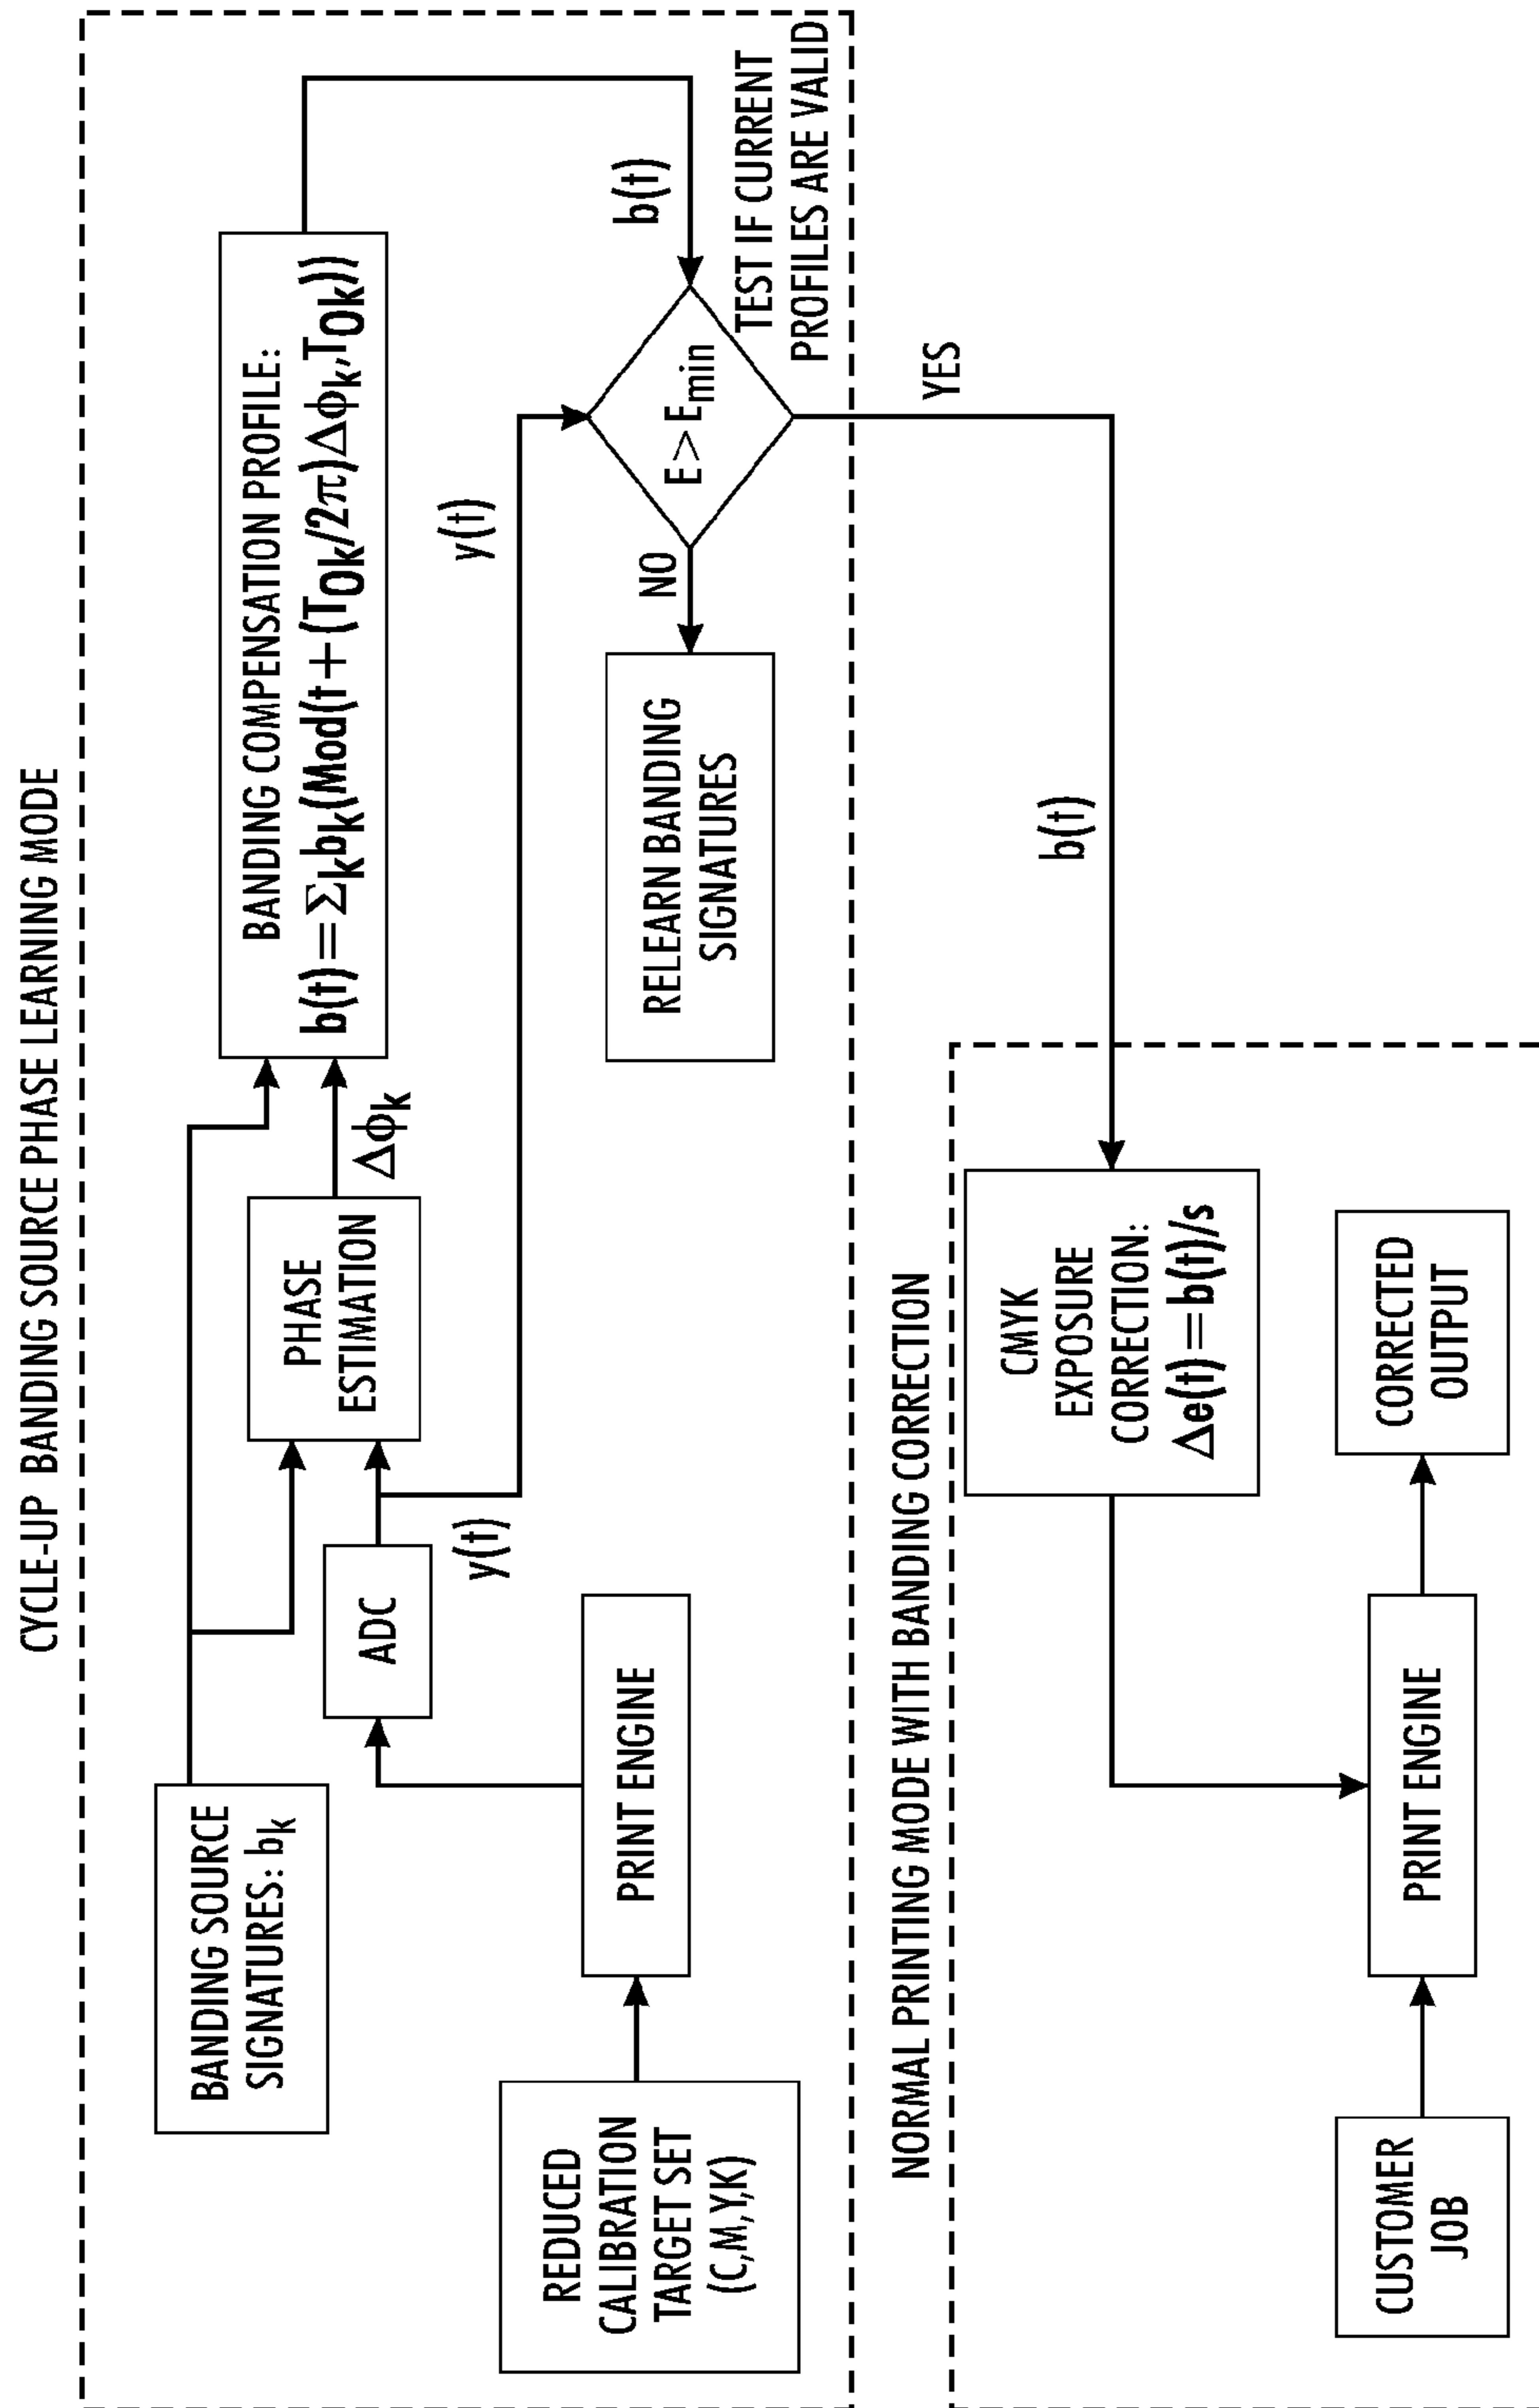 CYCLE-UP BANDING SOURCE PHASE LEARNING MODE
BANDING SOURCE
SIGNATURES: bk
REDUCED
CALIBRATION
TARGET SET
(C,M,Y,K)
PRINT ENGINE
ADC
y(t)
PHASE
ESTIMATION
Δϕk
BANDING COMPENSATION PROFILE:
b(t)=Σkbk(Mod(t+(T0k/2π)Δϕk,T0k))
y(t)
b(t)
E>Emin
TEST IF CURRENT
PROFILES ARE VALID
NO
RELEARN BANDING
SIGNATURES
YES
b(t)
NORMAL PRINTING MODE WITH BANDING CORRECTION
CMYK
EXPOSURE
CORRECTION:
Δe(t)=b(t)/s
CUSTOMER
JOB
PRINT ENGINE
CORRECTED
OUTPUT